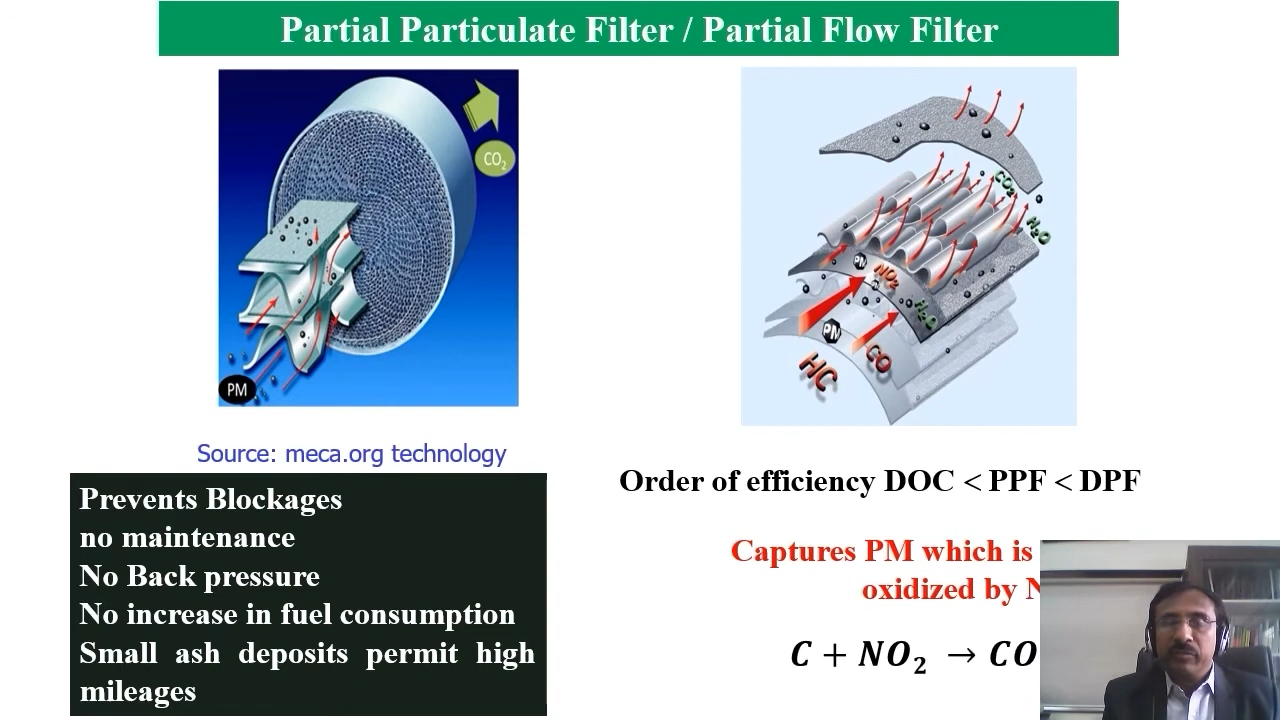 Partial Particulate Filter / Partial Flow Filter
CO₂
PM
CO₂
H₂O
PM
NO₂
H₂O
PM
CO
HC
Source: meca.org technology
Prevents Blockages
no maintenance
No Back pressure
No increase in fuel consumption
Small ash deposits permit high
mileages
Order of efficiency DOC < PPF < DPF
Captures PM which is
oxidized by
C + NO₂ → CO